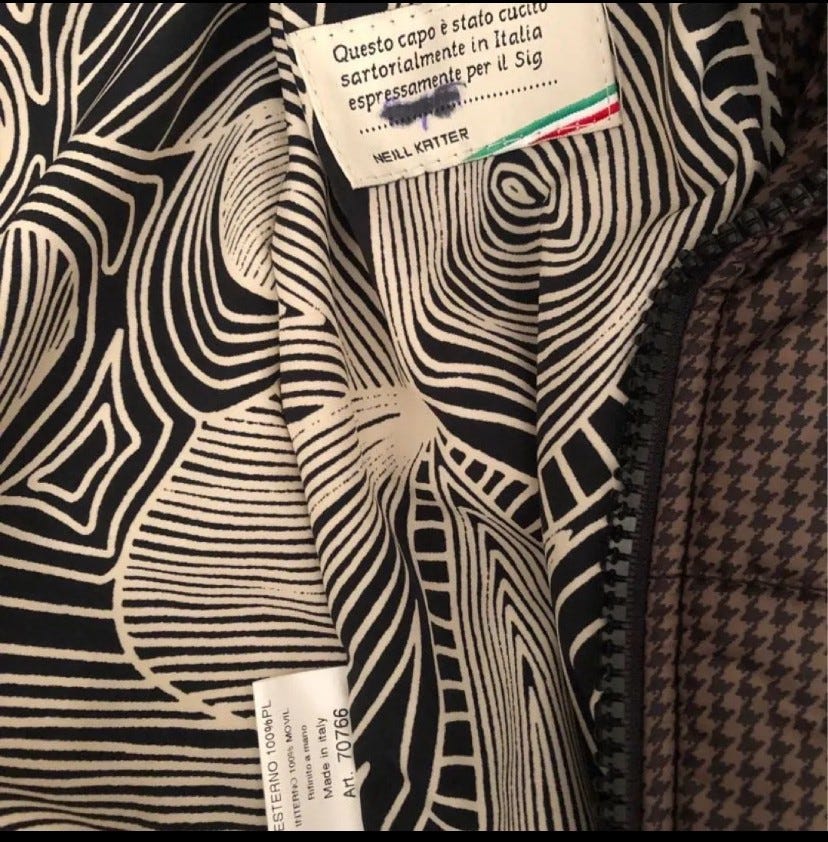 Questo capo è stato cucito
sartorialmente in Italia
espressamente per il Sig
NEILL KATTER
ESTERNO 100%PL
INTERNO 100% MOVIL
Rifinito a mano
Made in italy
Art. 70766